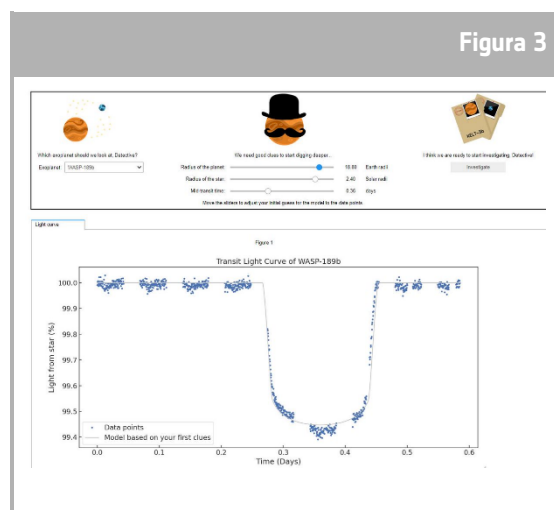 Figura 3
KELT-3b
Which exoplanet should we look at, Detective?
We need good clues to start digging deeper...
I think we are ready to start investigating, Detective!
Exoplanet: WASP-189b
Radius of the planet: Earth radii
Investigate
Radius of the star: 2.40 Solar radii
Mid-transit time: 0.36 days
Move the sliders to adjust your initial guess for the model to the data points
Light curve
Figure 1
Transit Light Curve of WASP-189b
Light from star (%)
100.0
99.9
99.8
99.7
99.6
99.5
99.4
Data points
Model based on your first clues
0.0 0.1 0.2 0.3 0.4 0.5 0.6
Time (Days)